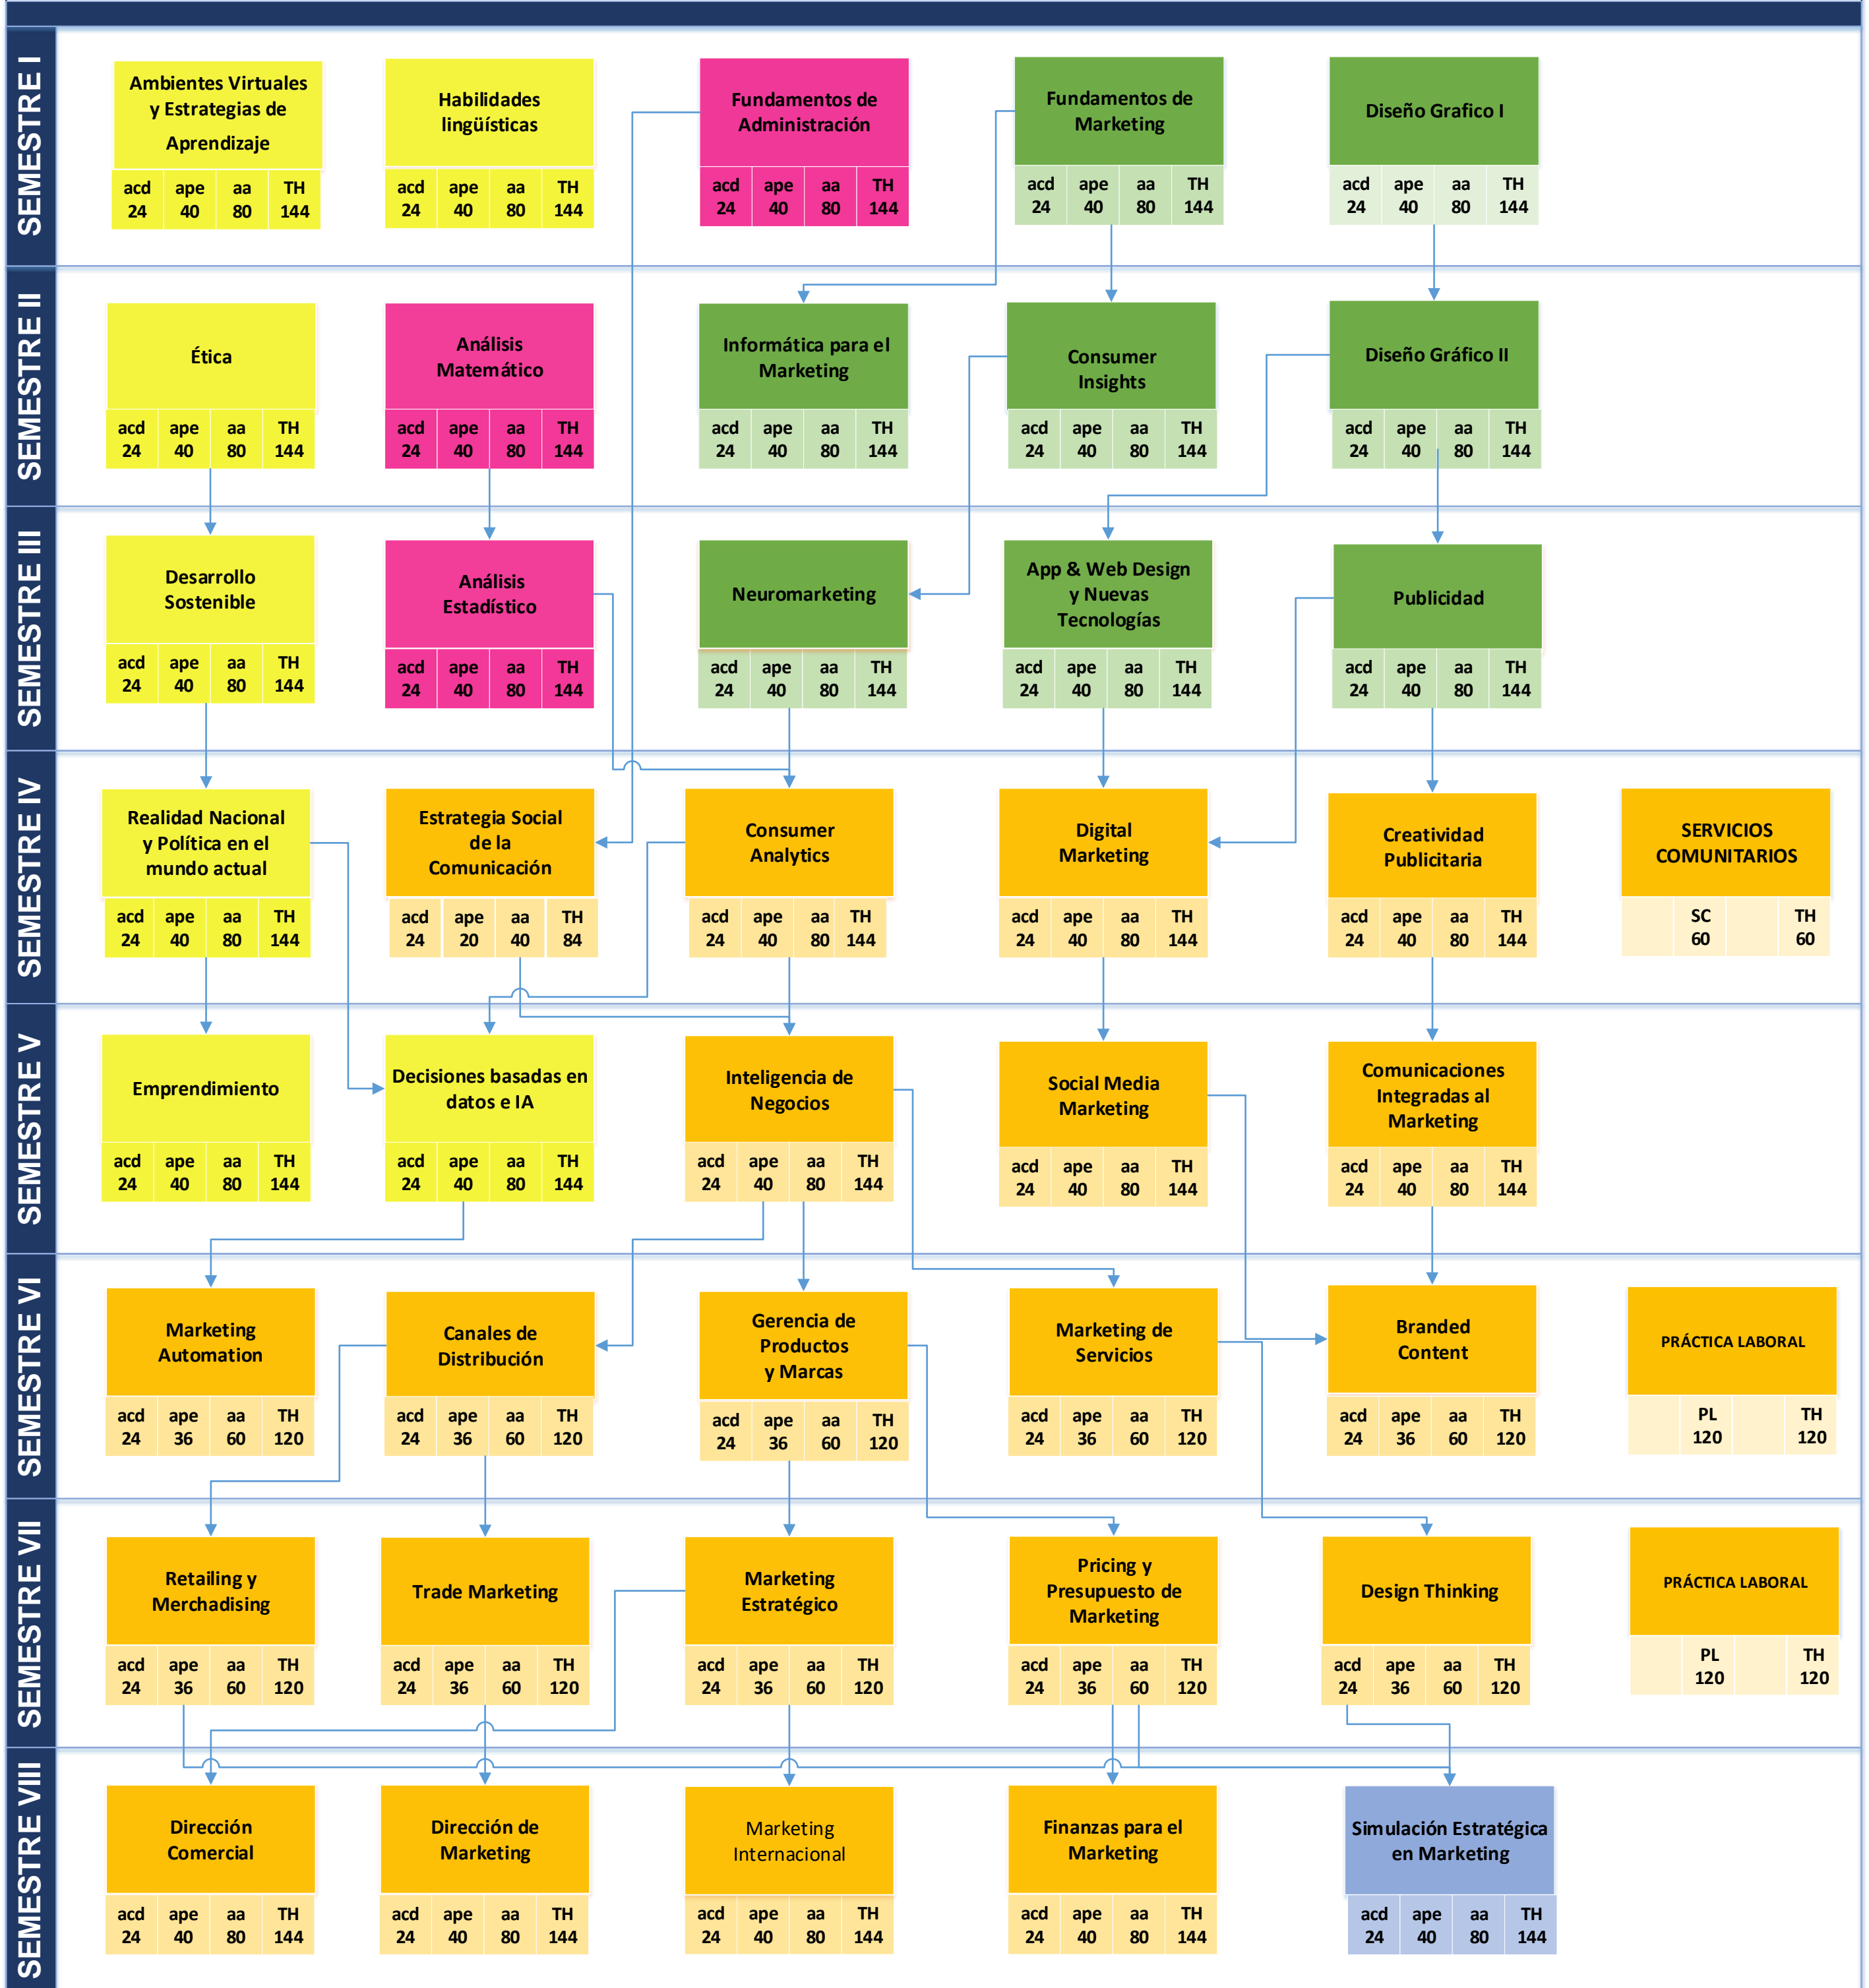 SEMESTRE I
Ambientes Virtuales
y Estrategias de
Aprendizaje
acd ape aa TH
24 40 80 144
Habilidades
lingüísticas
acd ape aa TH
24 40 80 144
Fundamentos de
Administración
acd ape aa TH
24 40 80 144
Fundamentos de
Marketing
acd ape aa TH
24 40 80 144
Diseño Grafico I
acd ape aa TH
24 40 80 144
SEMESTRE II
Ética
acd ape aa TH
24 40 80 144
Análisis
Matemático
acd ape aa TH
24 40 80 144
Informática para el
Marketing
acd ape aa TH
24 40 80 144
Consumer
Insights
acd ape aa TH
24 40 80 144
Diseño Gráfico II
acd ape aa TH
24 40 80 144
SEMESTRE III
Desarrollo
Sostenible
acd ape aa TH
24 40 80 144
Análisis
Estadístico
acd ape aa TH
24 40 80 144
Neuromarketing
acd ape aa TH
24 40 80 144
App & Web Design
y Nuevas
Tecnologías
acd ape aa TH
24 40 80 144
Publicidad
acd ape aa TH
24 40 80 144
SEMESTRE IV
Realidad Nacional
y Política en el
mundo actual
acd ape aa TH
24 40 80 144
Estrategia Social
de la
Comunicación
acd ape aa TH
24 20 40 84
Consumer
Analytics
acd ape aa TH
24 40 80 144
Digital
Marketing
acd ape aa TH
24 40 80 144
Creatividad
Publicitaria
acd ape aa TH
24 40 80 144
SERVICIOS
COMUNITARIOS
SC TH
60 60
SEMESTRE V
Emprendimiento
acd ape aa TH
24 40 80 144
Decisiones basadas en
datos e IA
acd ape aa TH
24 40 80 144
Inteligencia de
Negocios
acd ape aa TH
24 40 80 144
Social Media
Marketing
acd ape aa TH
24 40 80 144
Comunicaciones
Integradas al
Marketing
acd ape aa TH
24 40 80 144
SEMESTRE VI
Marketing
Automation
acd ape aa TH
24 36 60 120
Canales de
Distribución
acd ape aa TH
24 36 60 120
Gerencia de
Productos
y Marcas
acd ape aa TH
24 36 60 120
Marketing de
Servicios
acd ape aa TH
24 36 60 120
Branded
Content
acd ape aa TH
24 36 60 120
PRÁCTICA LABORAL
PL TH
120 120
SEMESTRE VII
Retailing y
Merchadising
acd ape aa TH
24 36 60 120
Trade Marketing
acd ape aa TH
24 36 60 120
Marketing
Estratégico
acd ape aa TH
24 36 60 120
Pricing y
Presupuesto de
Marketing
acd ape aa TH
24 36 60 120
Design Thinking
acd ape aa TH
24 36 60 120
PRÁCTICA LABORAL
PL TH
120 120
SEMESTRE VIII
Dirección
Comercial
acd ape aa TH
24 40 80 144
Dirección de
Marketing
acd ape aa TH
24 40 80 144
Marketing
Internacional
acd ape aa TH
24 40 80 144
Finanzas para el
Marketing
acd ape aa TH
24 40 80 144
Simulación Estratégica
en Marketing
acd ape aa TH
24 40 80 144